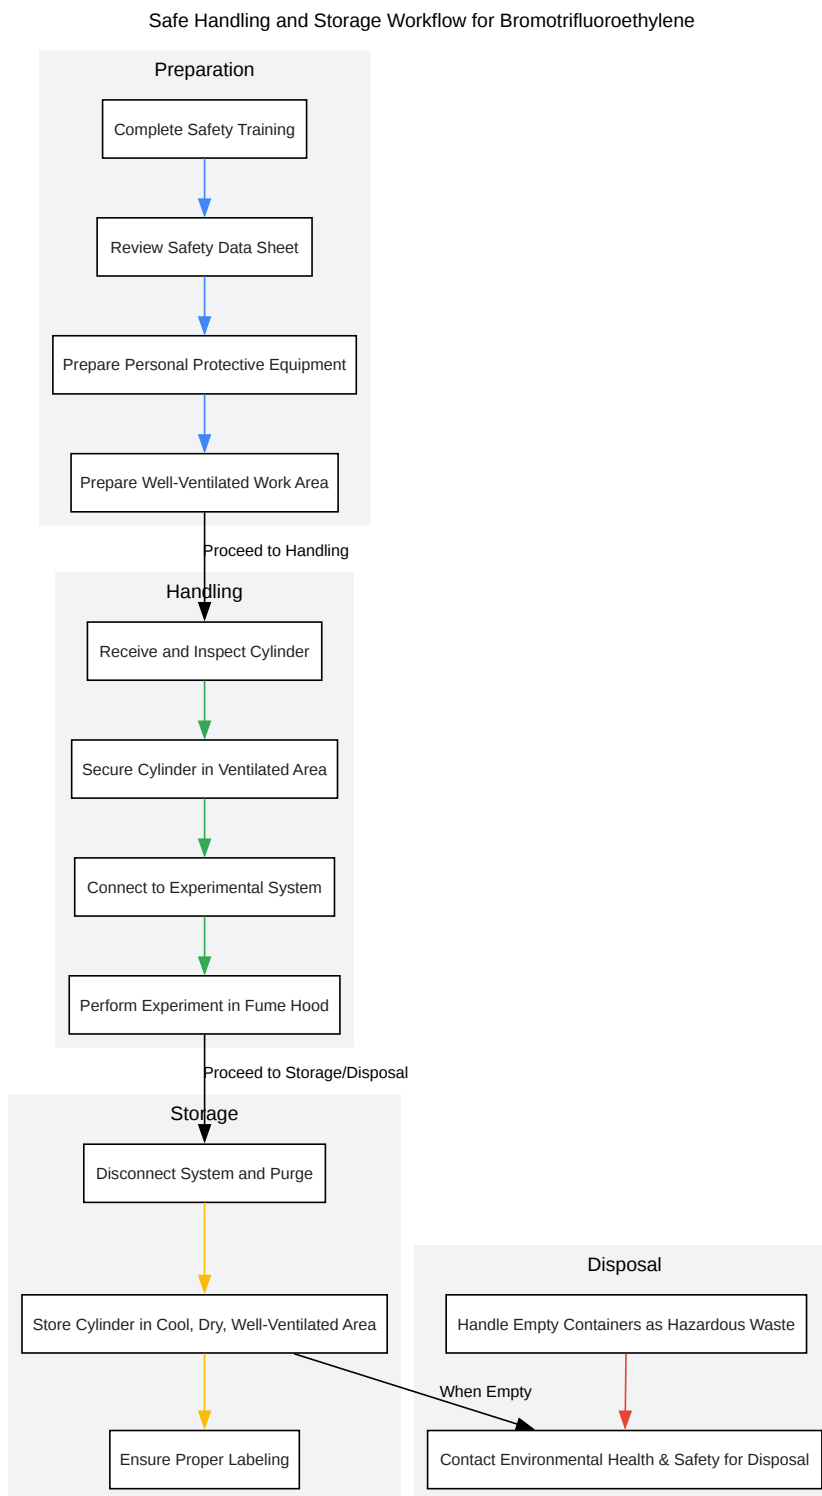 Safe Handling and Storage Workflow for Bromotrifluoroethylene
Preparation
Complete Safety Training
Review Safety Data Sheet
Prepare Personal Protective Equipment
Prepare Well-Ventilated Work Area
Proceed to Handling
Handling
Receive and Inspect Cylinder
Secure Cylinder in Ventilated Area
Connect to Experimental System
Perform Experiment in Fume Hood
Proceed to Storage/Disposal
Storage
Disconnect System and Purge
Store Cylinder in Cool, Dry, Well-Ventilated Area
Ensure Proper Labeling
Disposal
Handle Empty Containers as Hazardous Waste
When Empty
Contact Environmental Health & Safety for Disposal